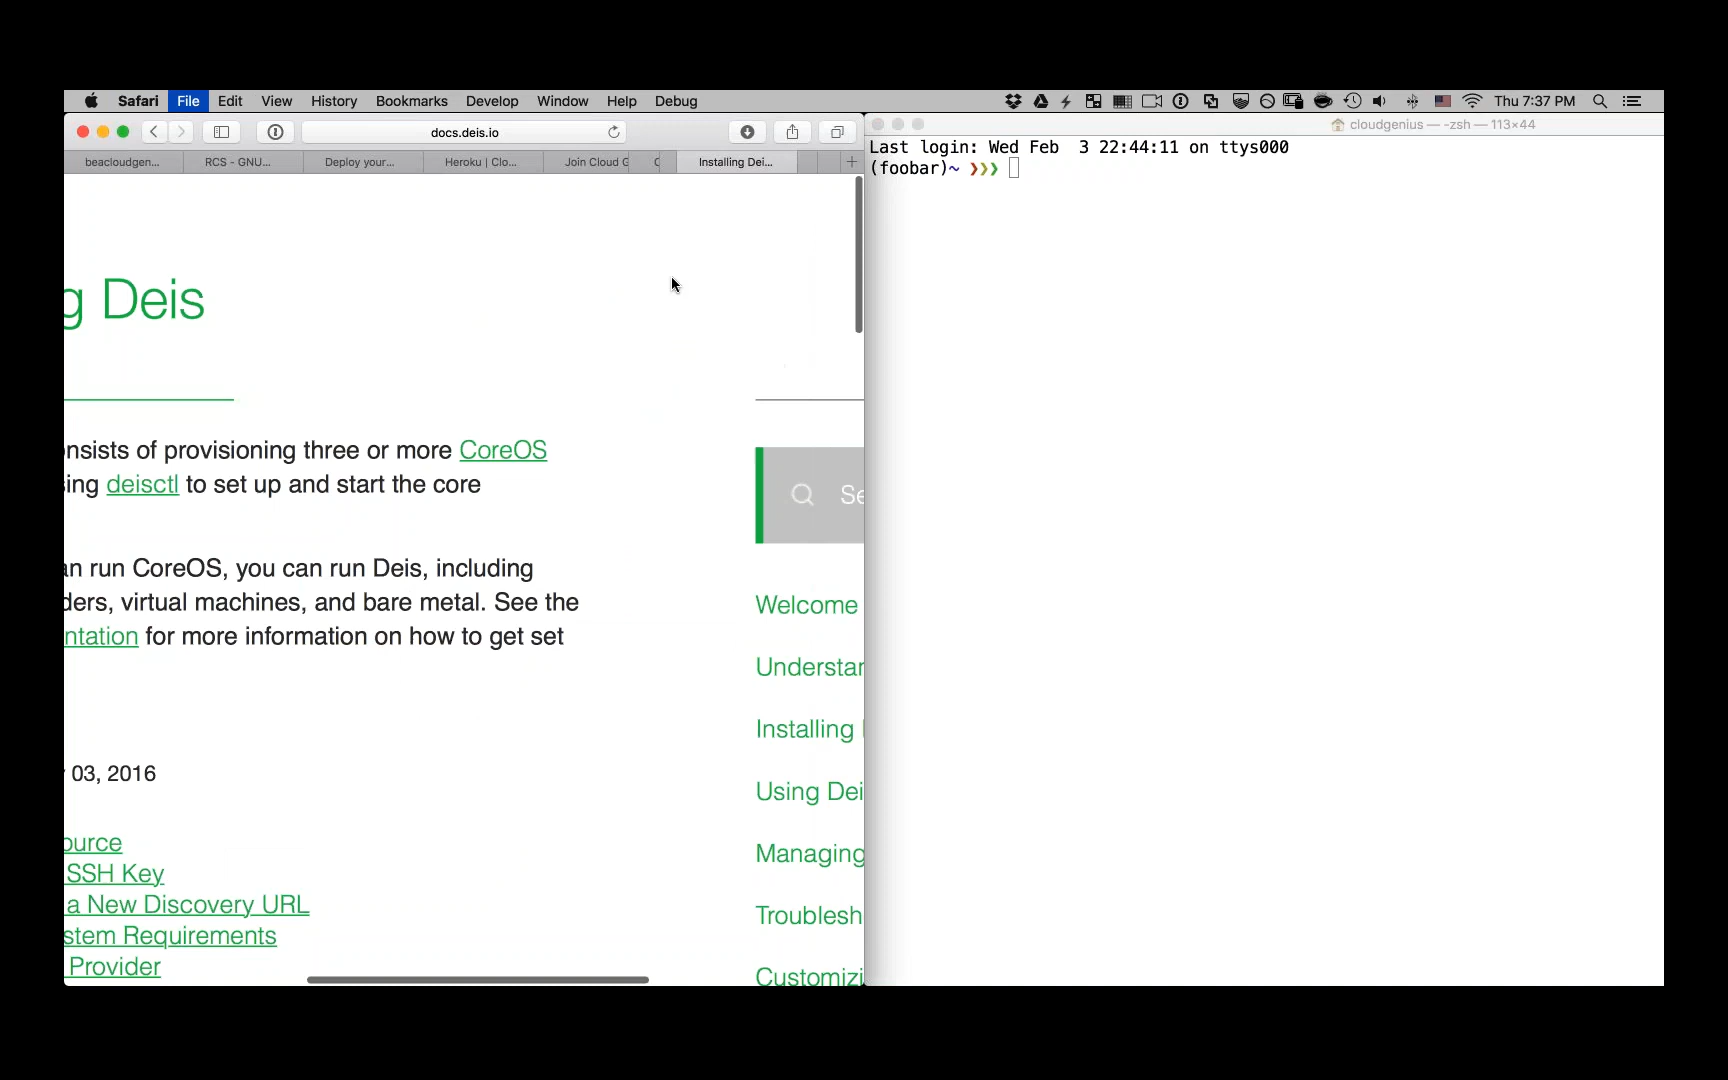 Safari File Edit View History Bookmarks Develop Window Help Debug Thu 7:37 PM
docs.deis.io
beacloudgen... RCS - GNU... Deploy your... Heroku | Clo... Join Cloud G Installing Dei...
g Deis
nsists of provisioning three or more CoreOS
ing deisctl to set up and start the core
an run CoreOS, you can run Deis, including
ders, virtual machines, and bare metal. See the
ntation for more information on how to get set
03, 2016
ource
SSH Key
a New Discovery URL
stem Requirements
Provider
Se
Welcome
Understan
Installing
Using Dei
Managing
Troublesh
Customizi
cloudgenius — -zsh — 113×44
Last login: Wed Feb  3 22:44:11 on ttys000
(foobar)~ ❯❯❯